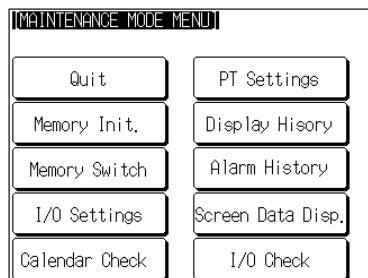 [MAINTENANCE MODE MENU]
Quit
PT Settings
Memory Init.
Display Hisory
Memory Switch
Alarm History
I/O Settings
Screen Data Disp.
Calendar Check
I/O Check